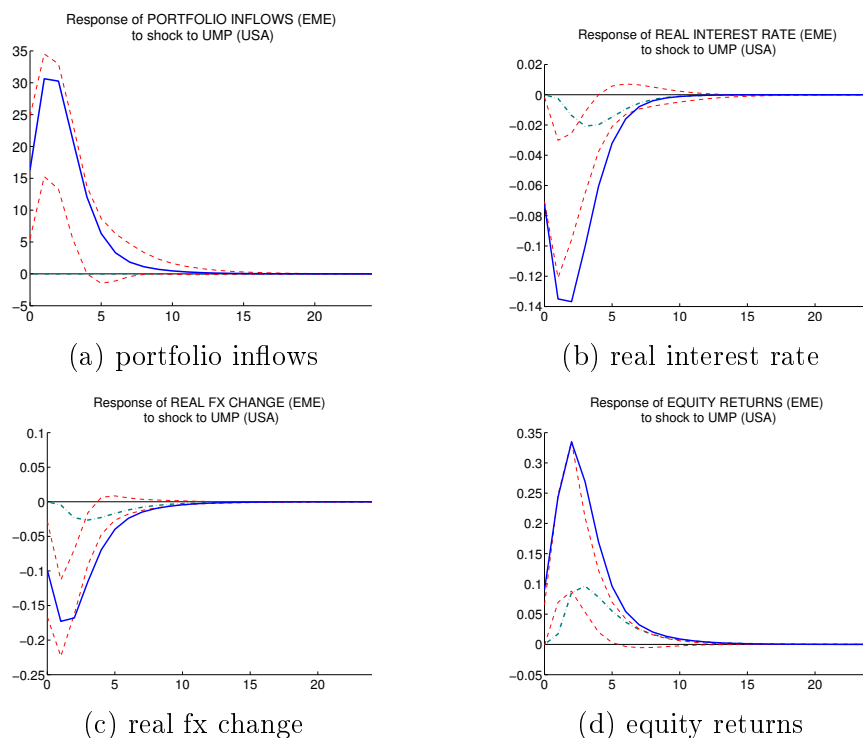 Response of PORTFOLIO INFLOWS (EME)
to shock to UMP (USA)
35
30
25
20
15
10
5
0
−5
0 5 10 15 20
(a) portfolio inflows
Response of REAL INTEREST RATE (EME)
to shock to UMP (USA)
0.02
0
−0.02
−0.04
−0.06
−0.08
−0.1
−0.12
−0.14
0 5 10 15 20
(b) real interest rate
Response of REAL FX CHANGE (EME)
to shock to UMP (USA)
0.1
0.05
0
−0.05
−0.1
−0.15
−0.2
−0.25
0 5 10 15 20
(c) real fx change
Response of EQUITY RETURNS (EME)
to shock to UMP (USA)
0.35
0.3
0.25
0.2
0.15
0.1
0.05
0
0.05
0 5 10 15 20
(d) equity returns